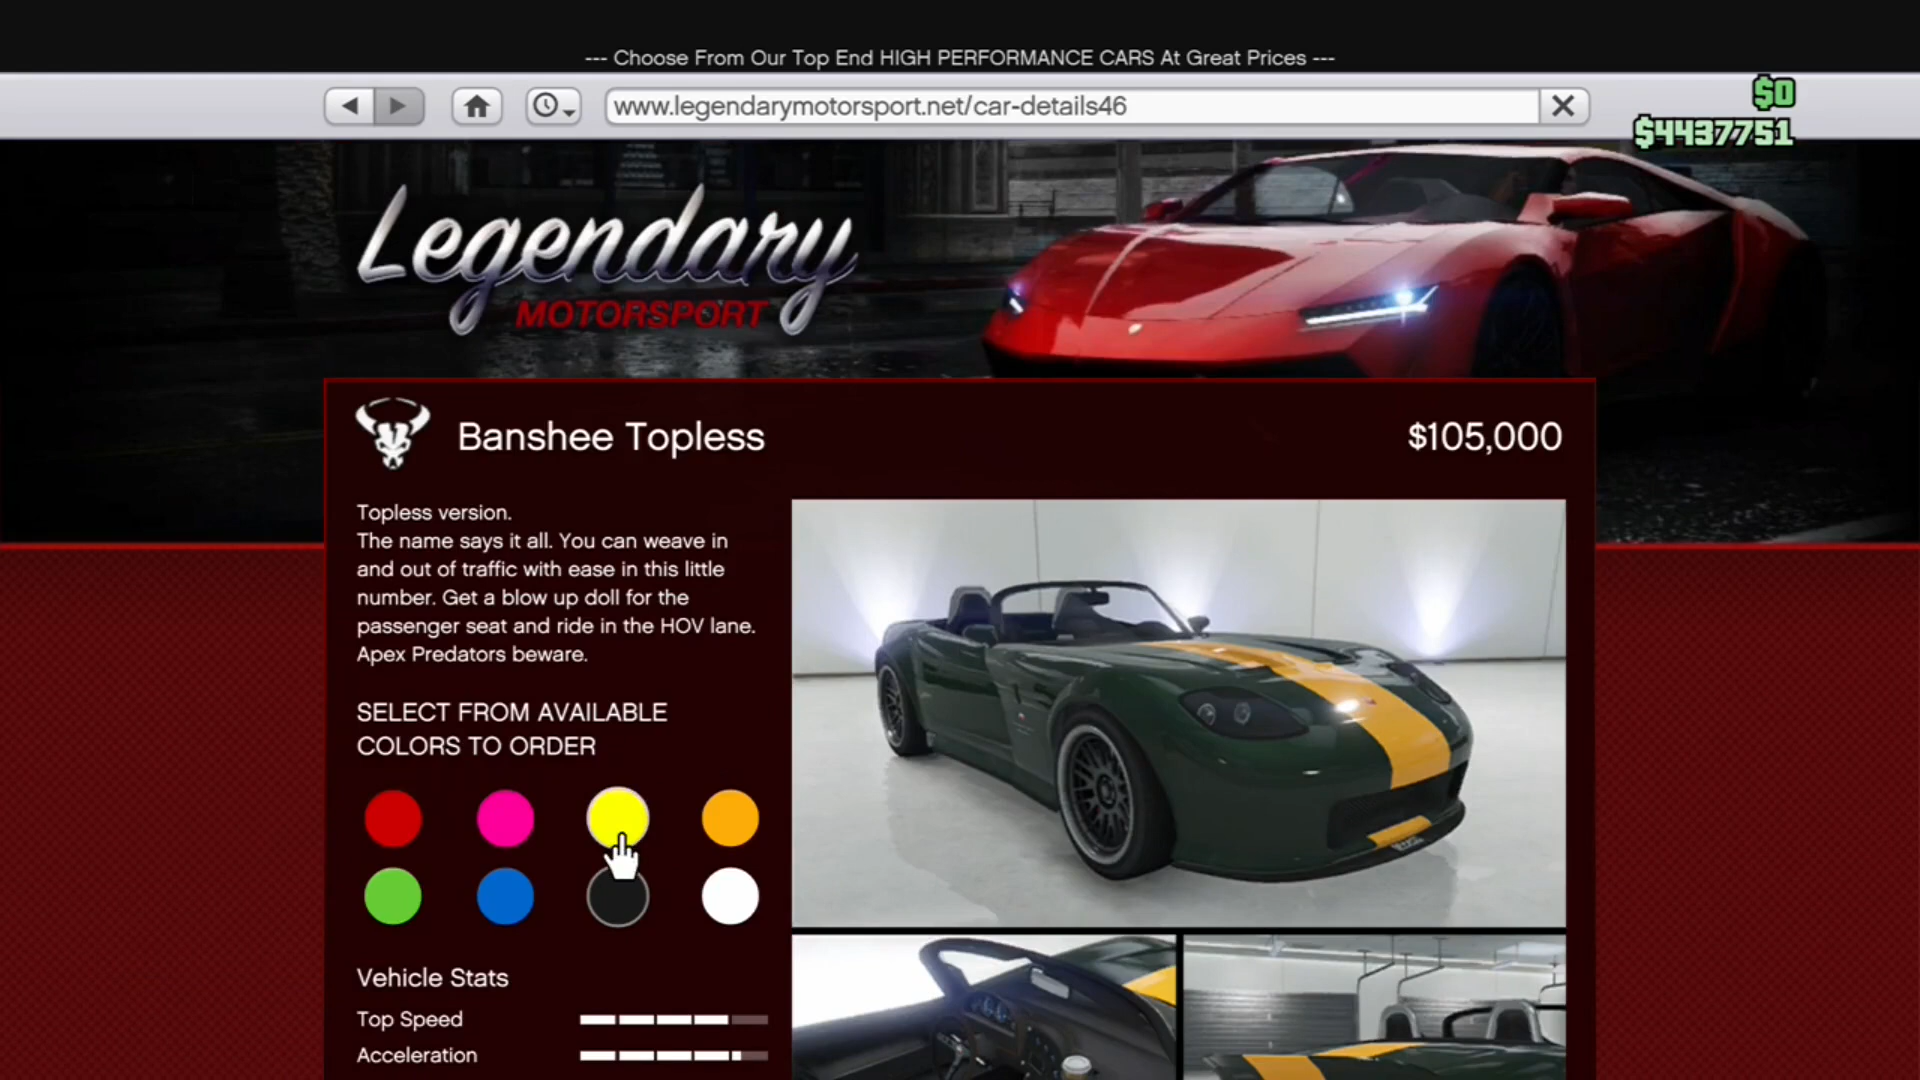 --- Choose From Our Top End HIGH PERFORMANCE CARS At Great Prices ---
www.legendarymotorsport.net/car-details46
$0
$4437751
Legendary
MOTORSPORT
Banshee Topless
$105,000
Topless version.
The name says it all. You can weave in
and out of traffic with ease in this little
number. Get a blow up doll for the
passenger seat and ride in the HOV lane.
Apex Predators beware.
SELECT FROM AVAILABLE
COLORS TO ORDER
Vehicle Stats
Top Speed
Acceleration